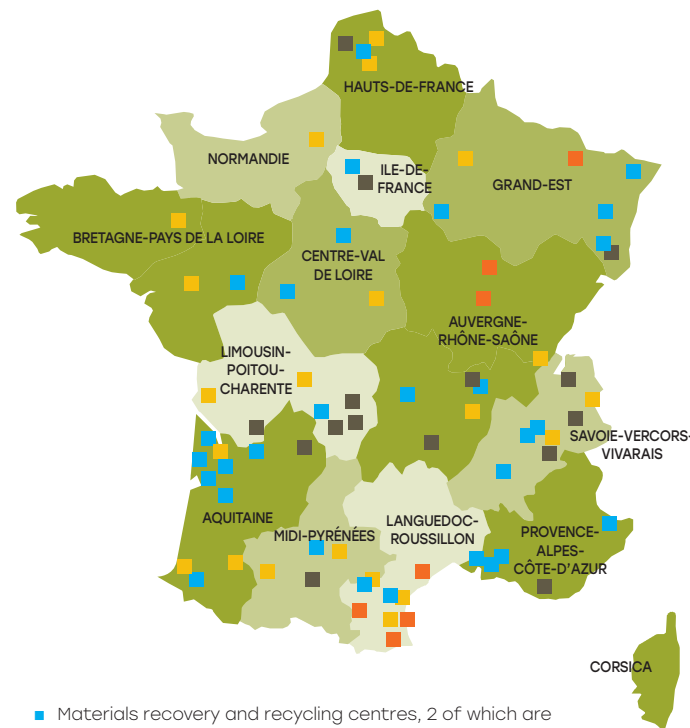 HAUTS-DE-FRANCE
NORMANDIE
ILE-DE-
FRANCE
GRAND-EST
BRETAGNE-PAYS DE LA LOIRE
CENTRE-VAL
DE LOIRE
AUVERGNE-
RHÔNE-SAÔNE
LIMOUSIN-
POITOU-
CHARENTE
SAVOIE-VERCORS-
VIVARAIS
AQUITAINE
MIDI-PYRÉNÉES
LANGUEDOC-
ROUSSILLON
PROVENCE-
ALPES-
CÔTE-D'AZUR
CORSICA
Materials recovery and recycling centres, 2 of which are